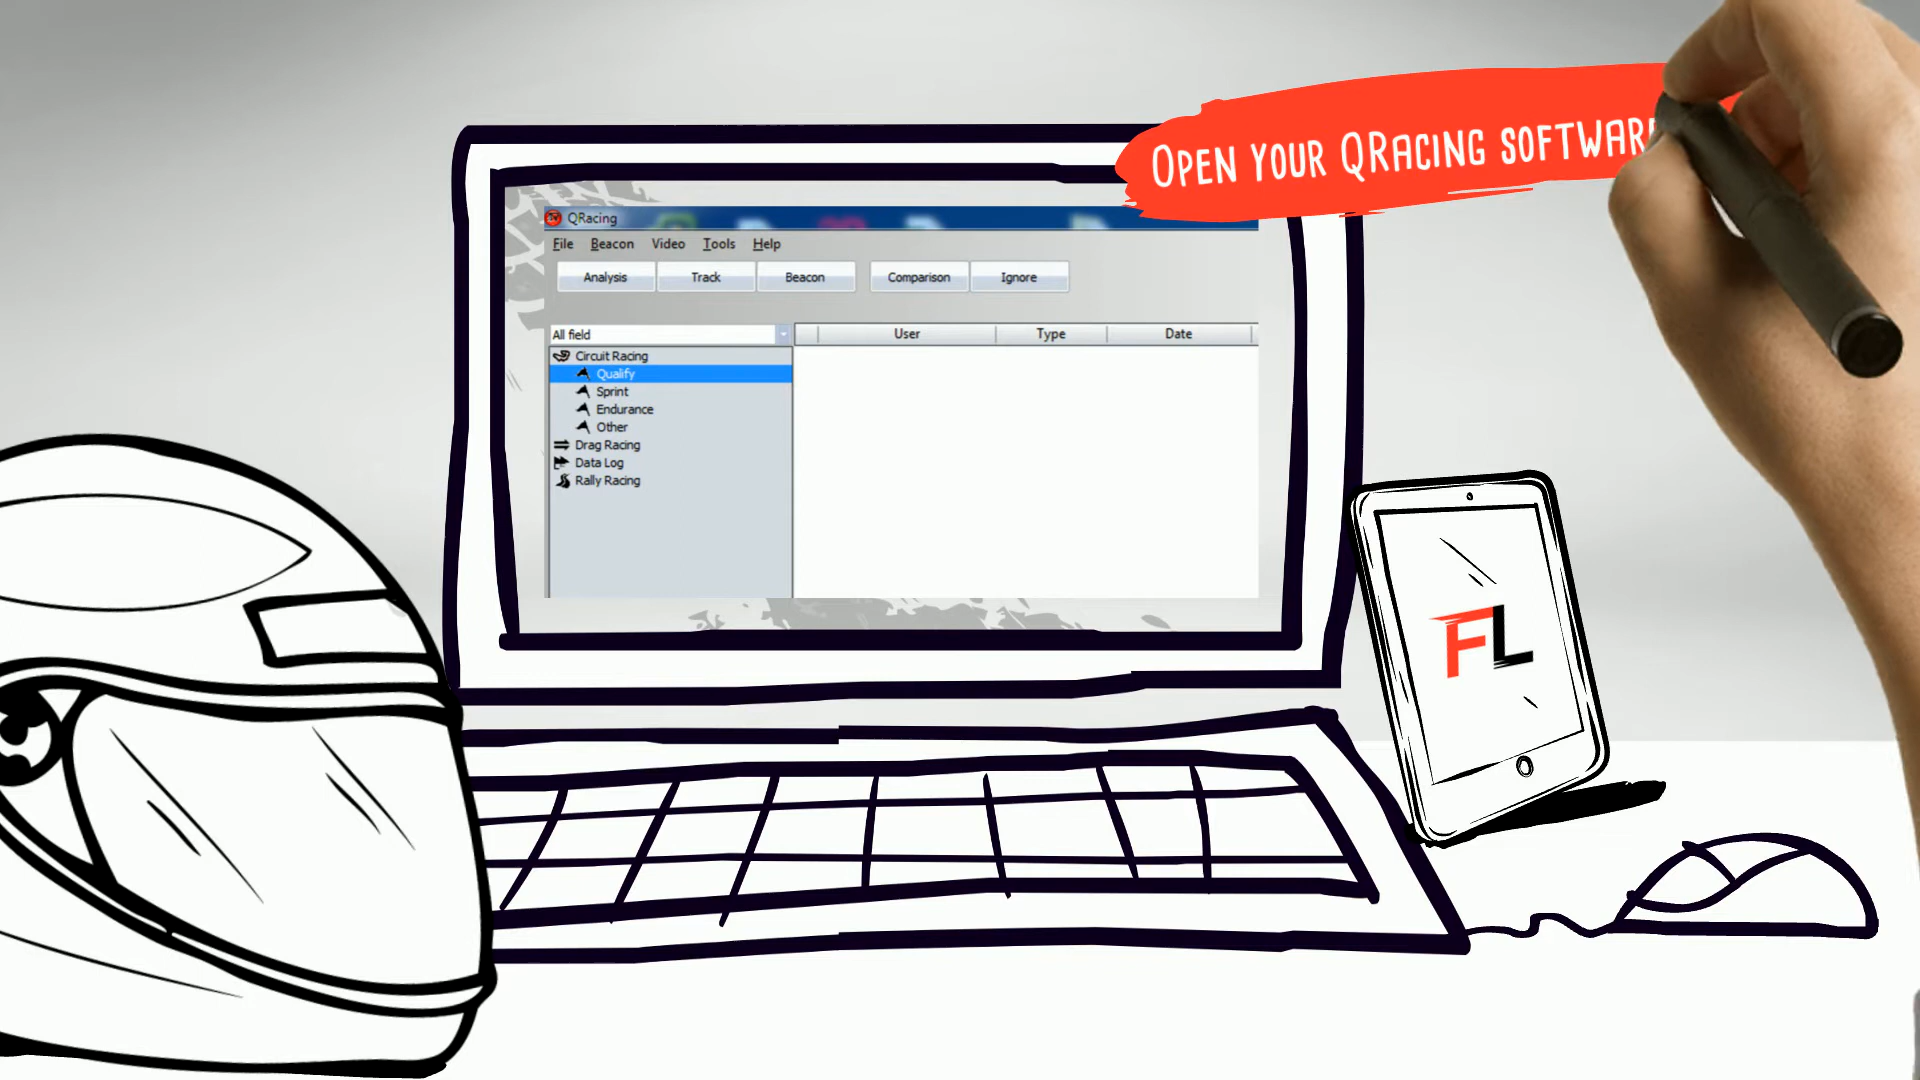 Open your QRacing software
QRacing
File Beacon Video Tools Help
Analysis Track Beacon Comparison Ignore
All field
User Type Date
Circuit Racing
Qualify
Sprint
Endurance
Other
Drag Racing
Data Log
Rally Racing
FL